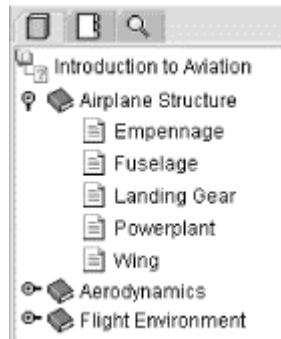 Introduction to Aviation
Airplane Structure
Empennage
Fuselage
Landing Gear
Powerplant
Wing
Aerodynamics
Flight Environment